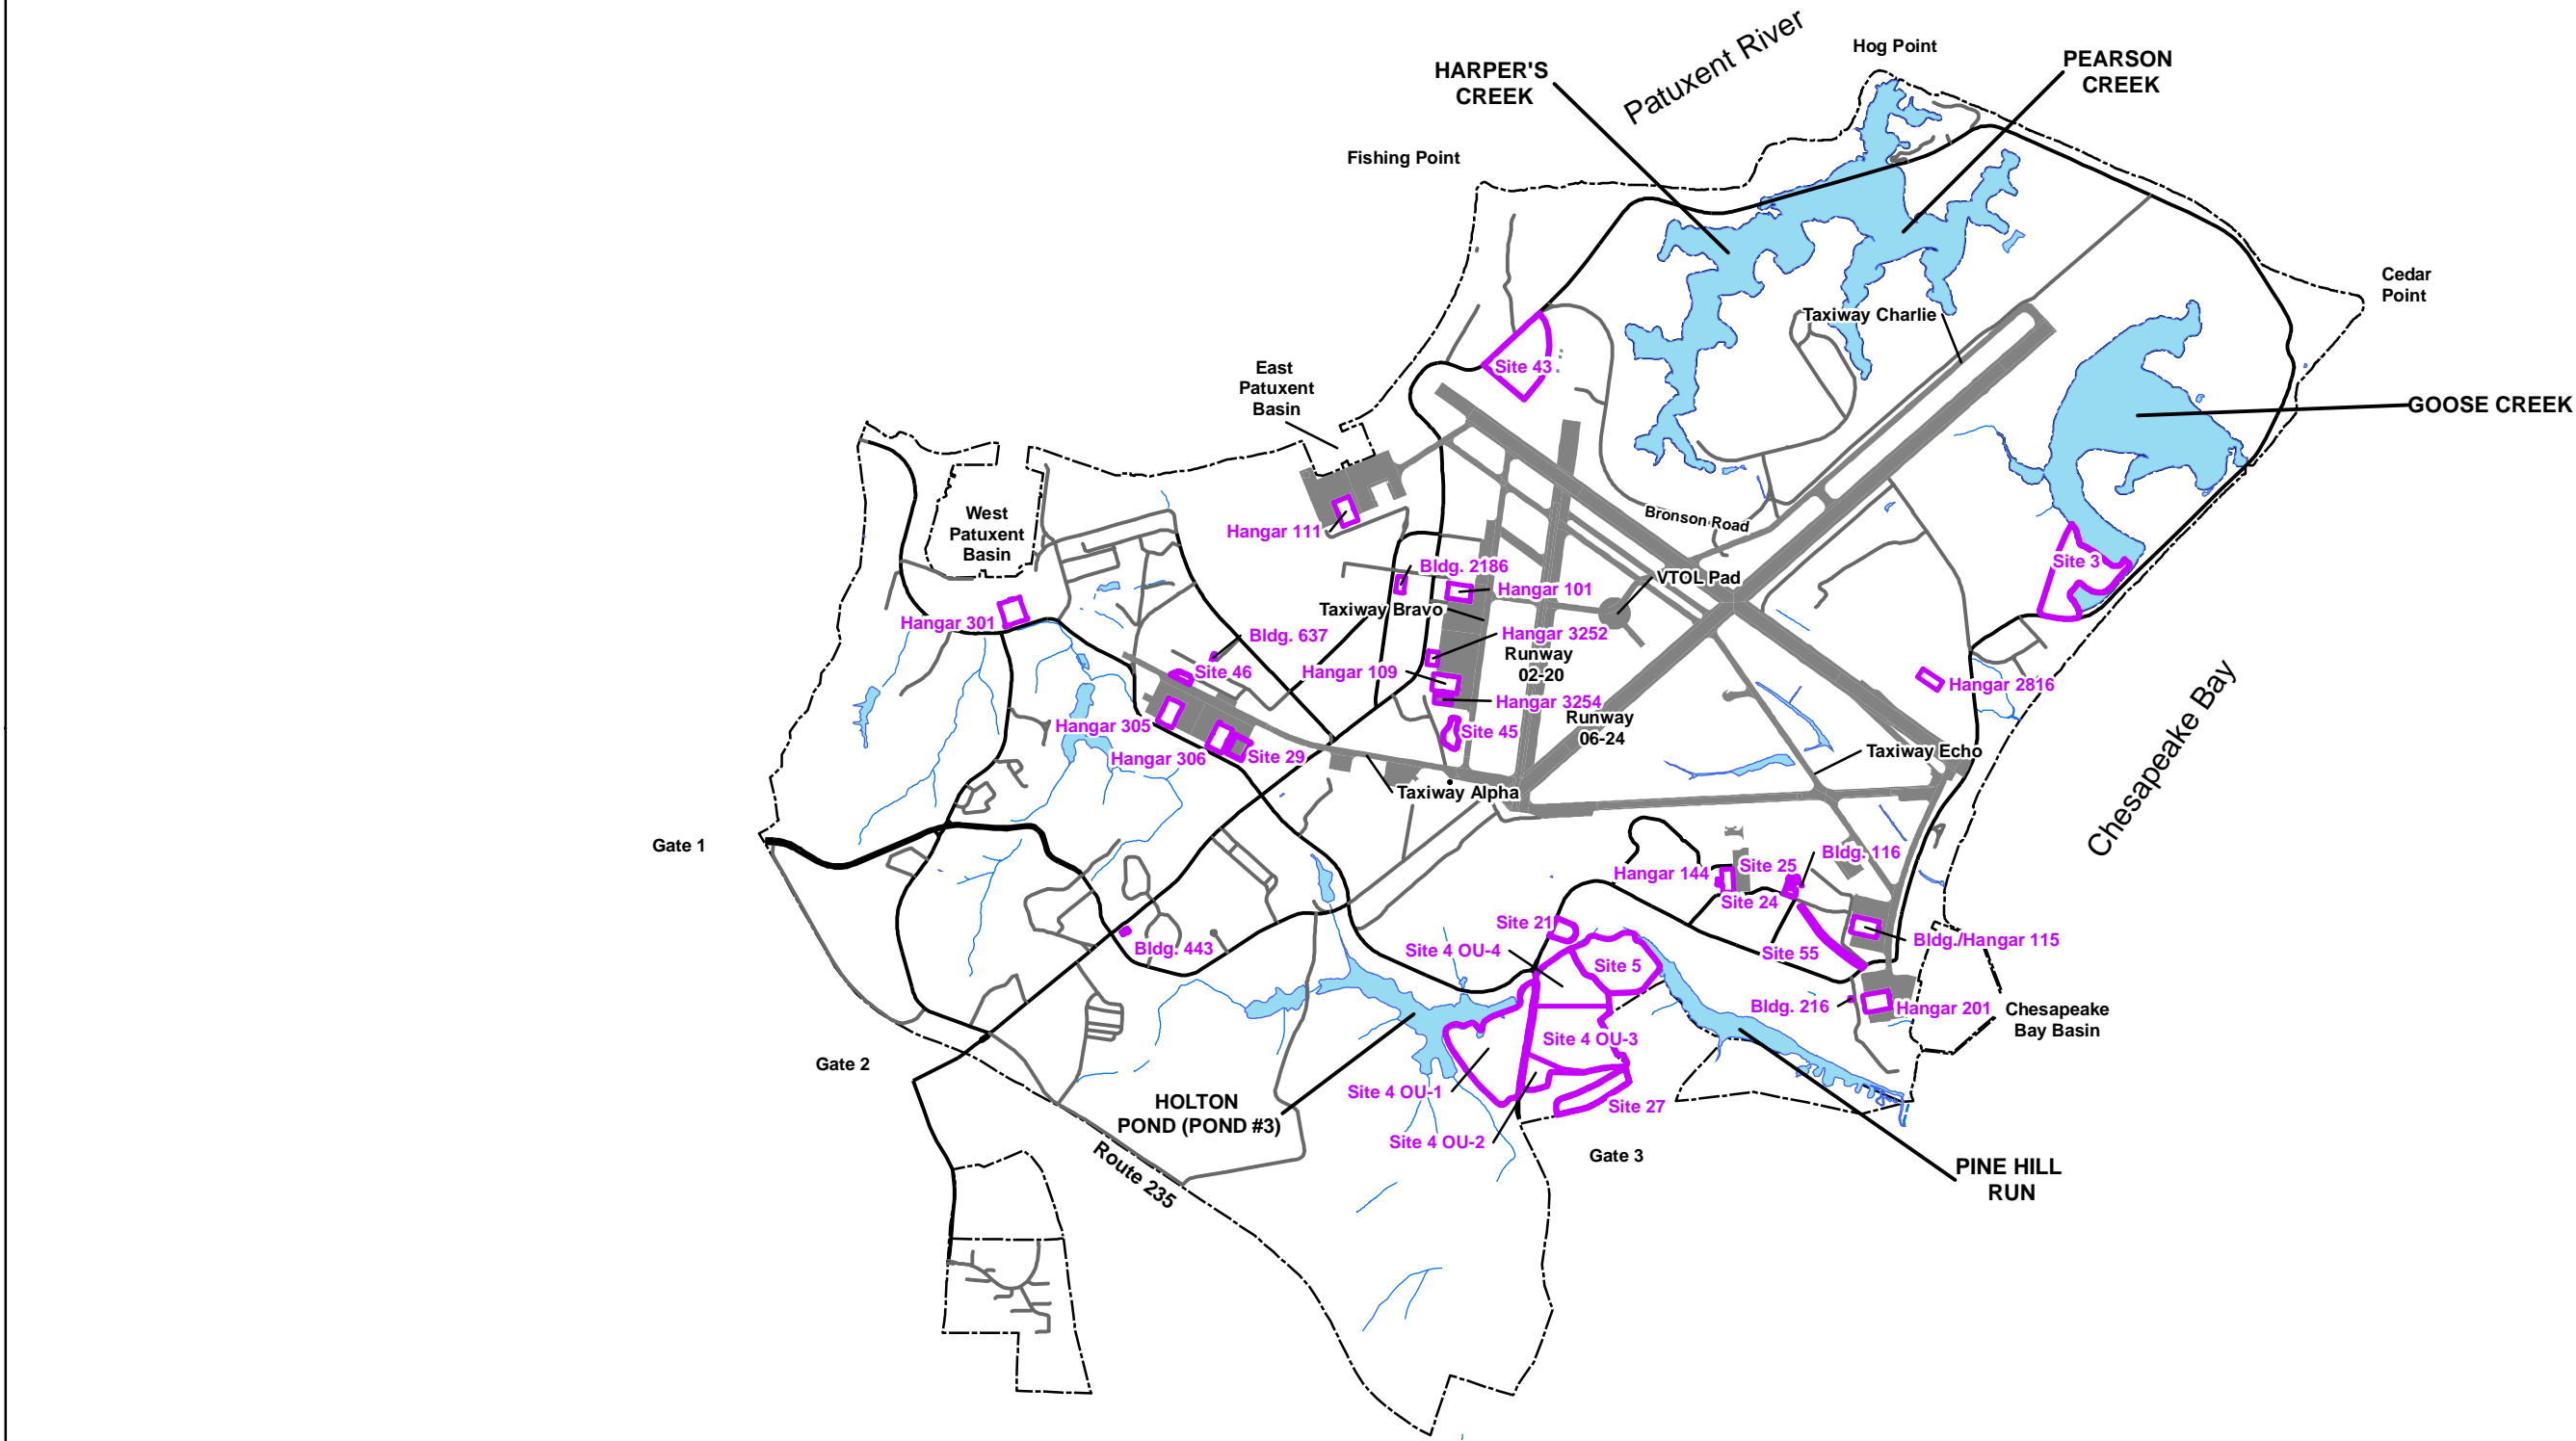 Patuxent River
Hog Point
HARPER'S
CREEK
PEARSON
CREEK
Fishing Point
Cedar
Point
Taxiway Charlie
Site 43
East
Patuxent
Basin
GOOSE CREEK
West
Patuxent
Basin
Hangar 111
Bronson Road
Site 3
Bldg. 2186
VTOL Pad
Hangar 101
Taxiway Bravo
Hangar 301
Bldg. 637
Hangar 3252
Runway
02-20
Site 46
Hangar 109
Hangar 2816
Hangar 3254
Chesapeake Bay
Hangar 305
Runway
06-24
Site 45
Hangar 306
Site 29
Taxiway Echo
Taxiway Alpha
Gate 1
Bldg. 116
Site 25
Hangar 144
Site 24
Site 21
Bldg. 443
Site 4 OU-4
Bldg./Hangar 115
Site 55
Site 5
Bldg. 216
Hangar 201
Chesapeake
Bay Basin
Site 4 OU-3
Gate 2
Site 4 OU-1
HOLTON
POND (POND #3)
Site 27
Site 4 OU-2
Gate 3
Route 235
PINE HILL
RUN